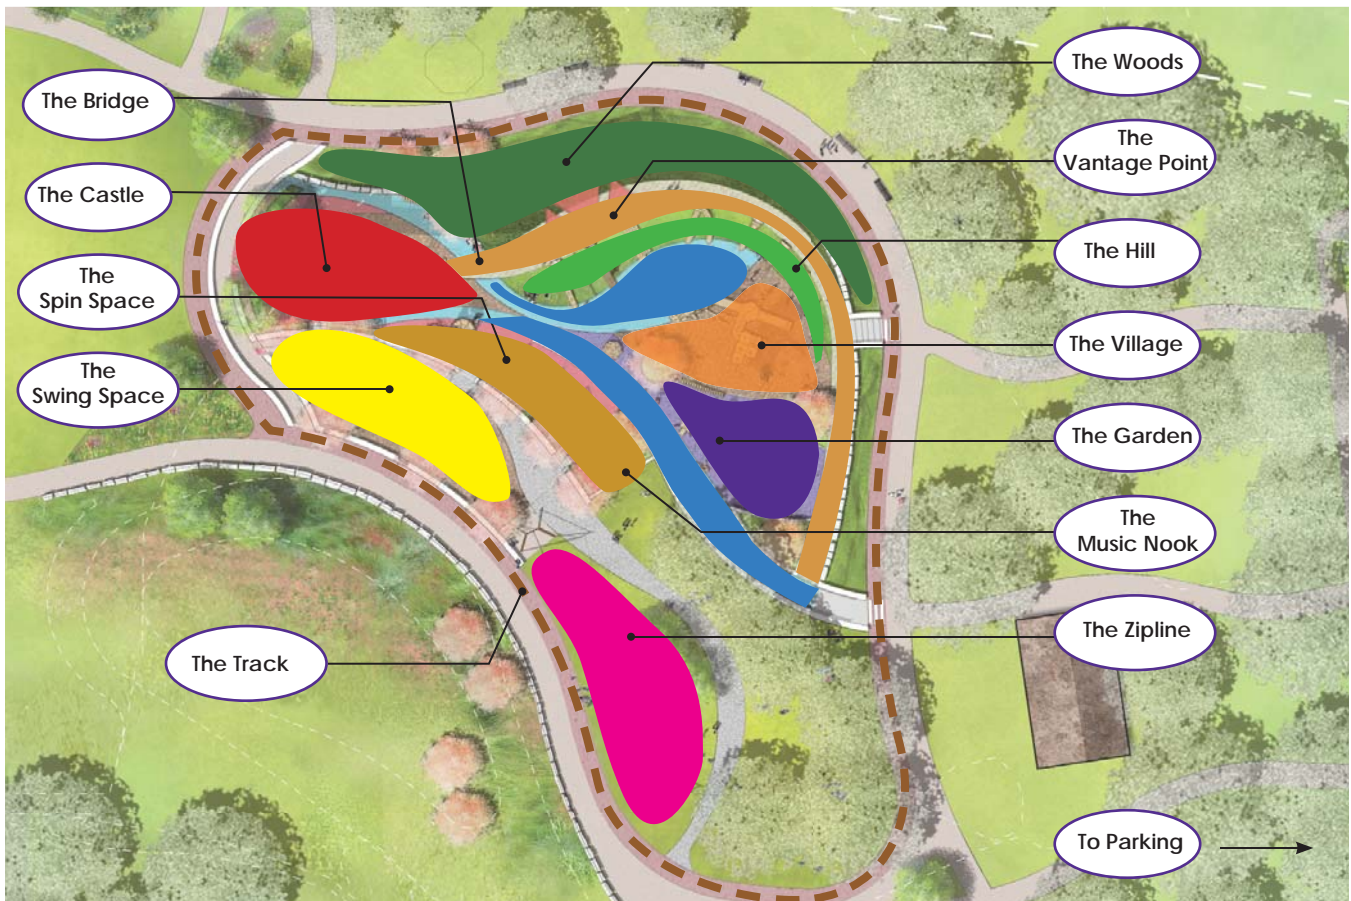 The Bridge
The Castle
The
Spin Space
The
Swing Space
The Track
The Woods
The
Vantage Point
The Hill
The Village
The Garden
The
Music Nook
The Zipline
To Parking